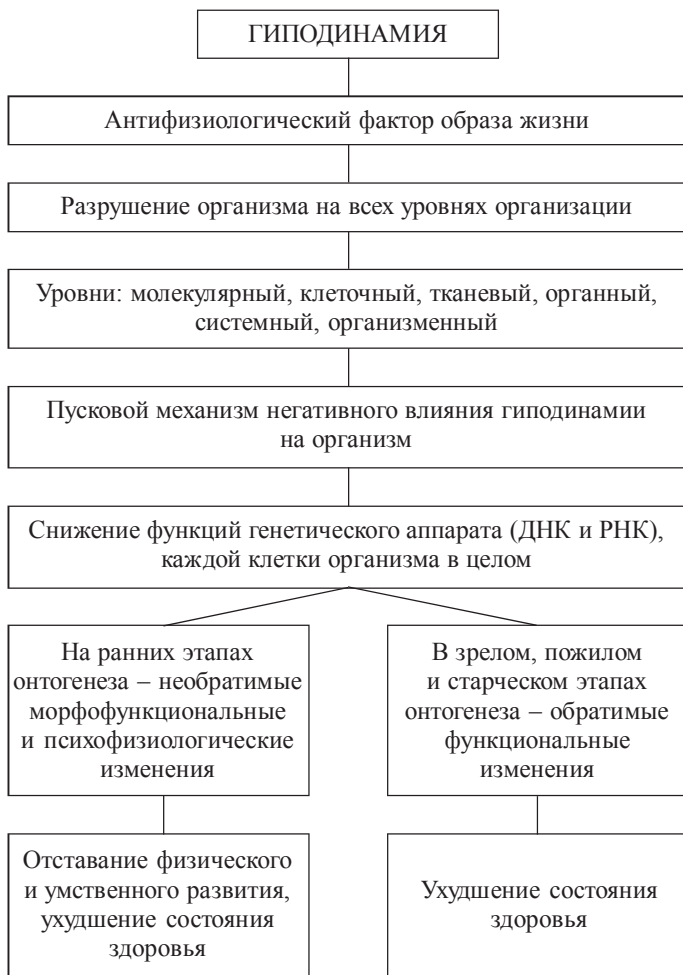 ГИПОДИНАМИЯ
Антифизиологический фактор образа жизни
Разрушение организма на всех уровнях организации
Уровни: молекулярный, клеточный, тканевый, органный,
системный, организменный
Пусковой механизм негативного влияния гиподинамии
на организм
Снижение функций генетического аппарата (ДНК и РНК),
каждой клетки организма в целом
На ранних этапах
онтогенеза – необратимые
морфофункциональные
и психофизиологические
изменения
В зрелом, пожилом
и старческом этапах
онтогенеза – обратимые
функциональные
изменения
Отставание физического
и умственного развития,
ухудшение состояния
здоровья
Ухудшение состояния
здоровья